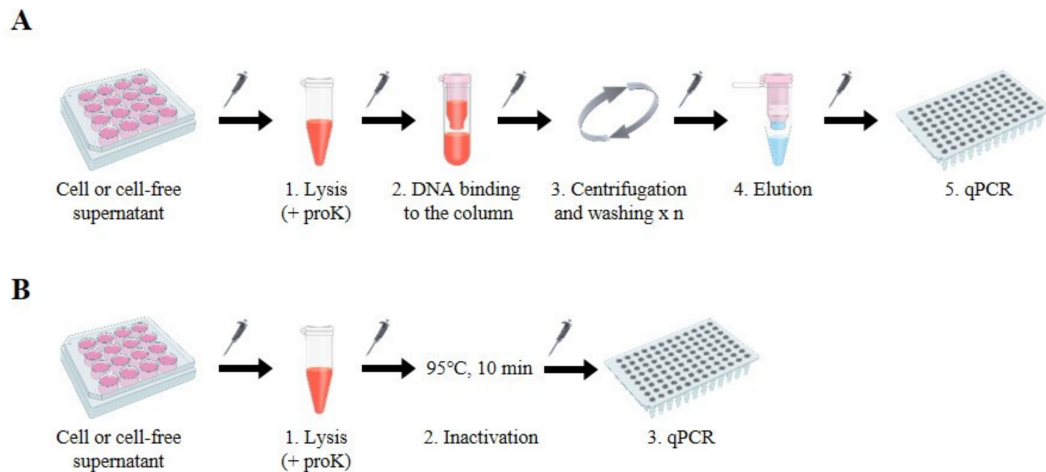 A
Cell or cell-free
supernatant
1. Lysis
(+ proK)
2. DNA binding
to the column
3. Centrifugation
and washing x n
4. Elution
5. qPCR
B
95℃, 10 min
Cell or cell-free
supernatant
1. Lysis
(+ proK)
2. Inactivation
3. qPCR